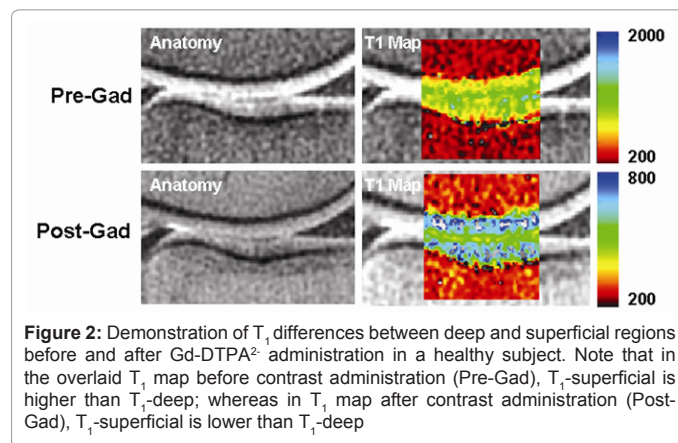 Anatomy T1 Map 2000
Pre-Gad
200
Anatomy T1 Map 800
Post-Gad
200
Figure 2: Demonstration of T₁ differences between deep and superficial regions
before and after Gd-DTPA²⁻ administration in a healthy subject. Note that in
the overlaid T₁ map before contrast administration (Pre-Gad), T₁-superficial is
higher than T₁-deep; whereas in T₁ map after contrast administration (Post-
Gad), T₁-superficial is lower than T₁-deep